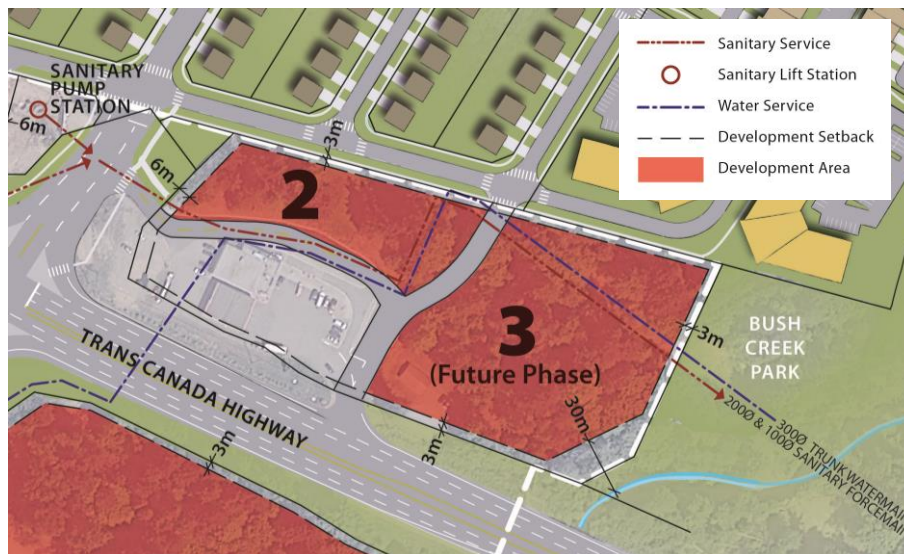 Sanitary Service
Sanitary Lift Station
Water Service
Development Setback
Development Area
SANITARY
PUMP
STATION
6m
3m
6m
2
3
(Future Phase)
3m
BUSH
CREEK
PARK
TRANS CANADA HIGHWAY
30m
3m
3m
300Ø TRUNK WATERMAIN
200Ø & 100Ø SANITARY FORCEMAIN